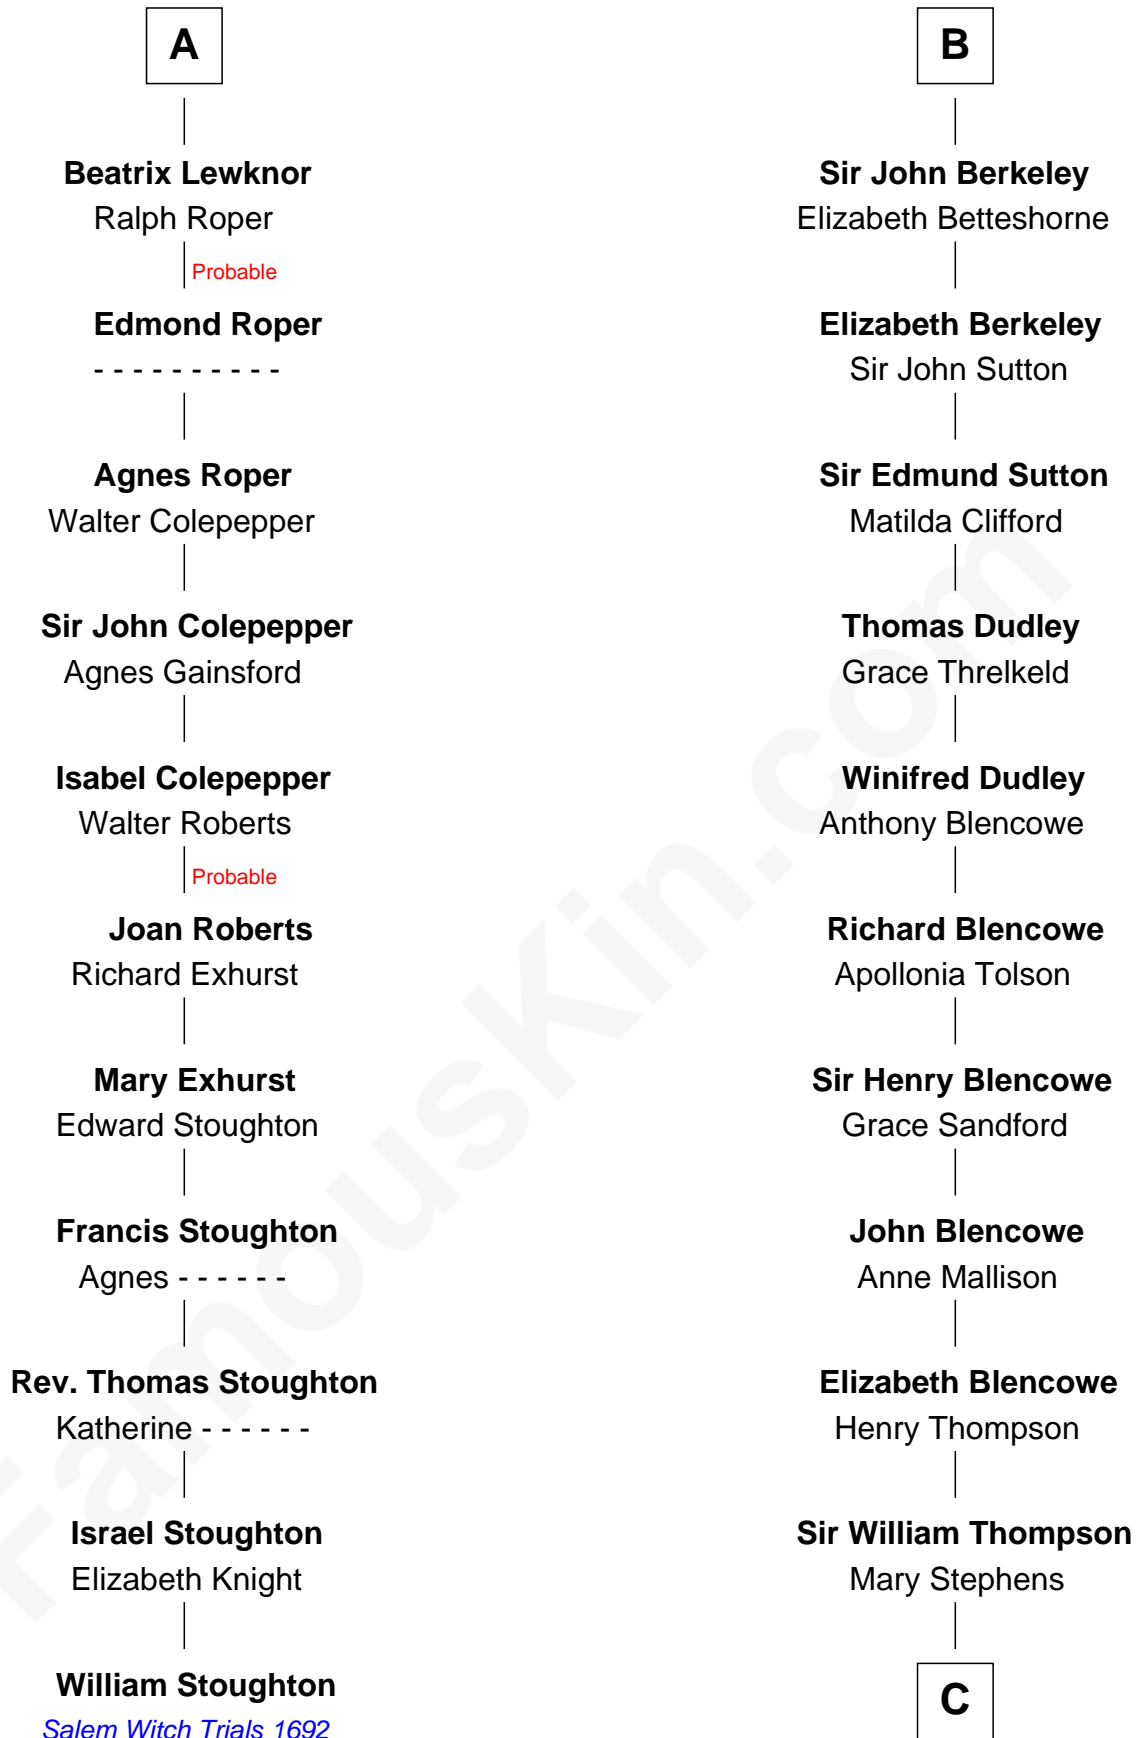 A
Beatrix Lewknor
Ralph Roper
Probable
Edmond Roper
- - - - - - - - - -
Agnes Roper
Walter Colepepper
Sir John Colepepper
Agnes Gainsford
Isabel Colepepper
Walter Roberts
Probable
Joan Roberts
Richard Exhurst
Mary Exhurst
Edward Stoughton
Francis Stoughton
Agnes - - - - - -
Rev. Thomas Stoughton
Katherine - - - - - -
Israel Stoughton
Elizabeth Knight
William Stoughton
Salem Witch Trials 1692
B
Sir John Berkeley
Elizabeth Betteshorne
Elizabeth Berkeley
Sir John Sutton
Sir Edmund Sutton
Matilda Clifford
Thomas Dudley
Grace Threlkeld
Winifred Dudley
Anthony Blencowe
Richard Blencowe
Apollonia Tolson
Sir Henry Blencowe
Grace Sandford
John Blencowe
Anne Mallison
Elizabeth Blencowe
Henry Thompson
Sir William Thompson
Mary Stephens
C
FamousKin.com